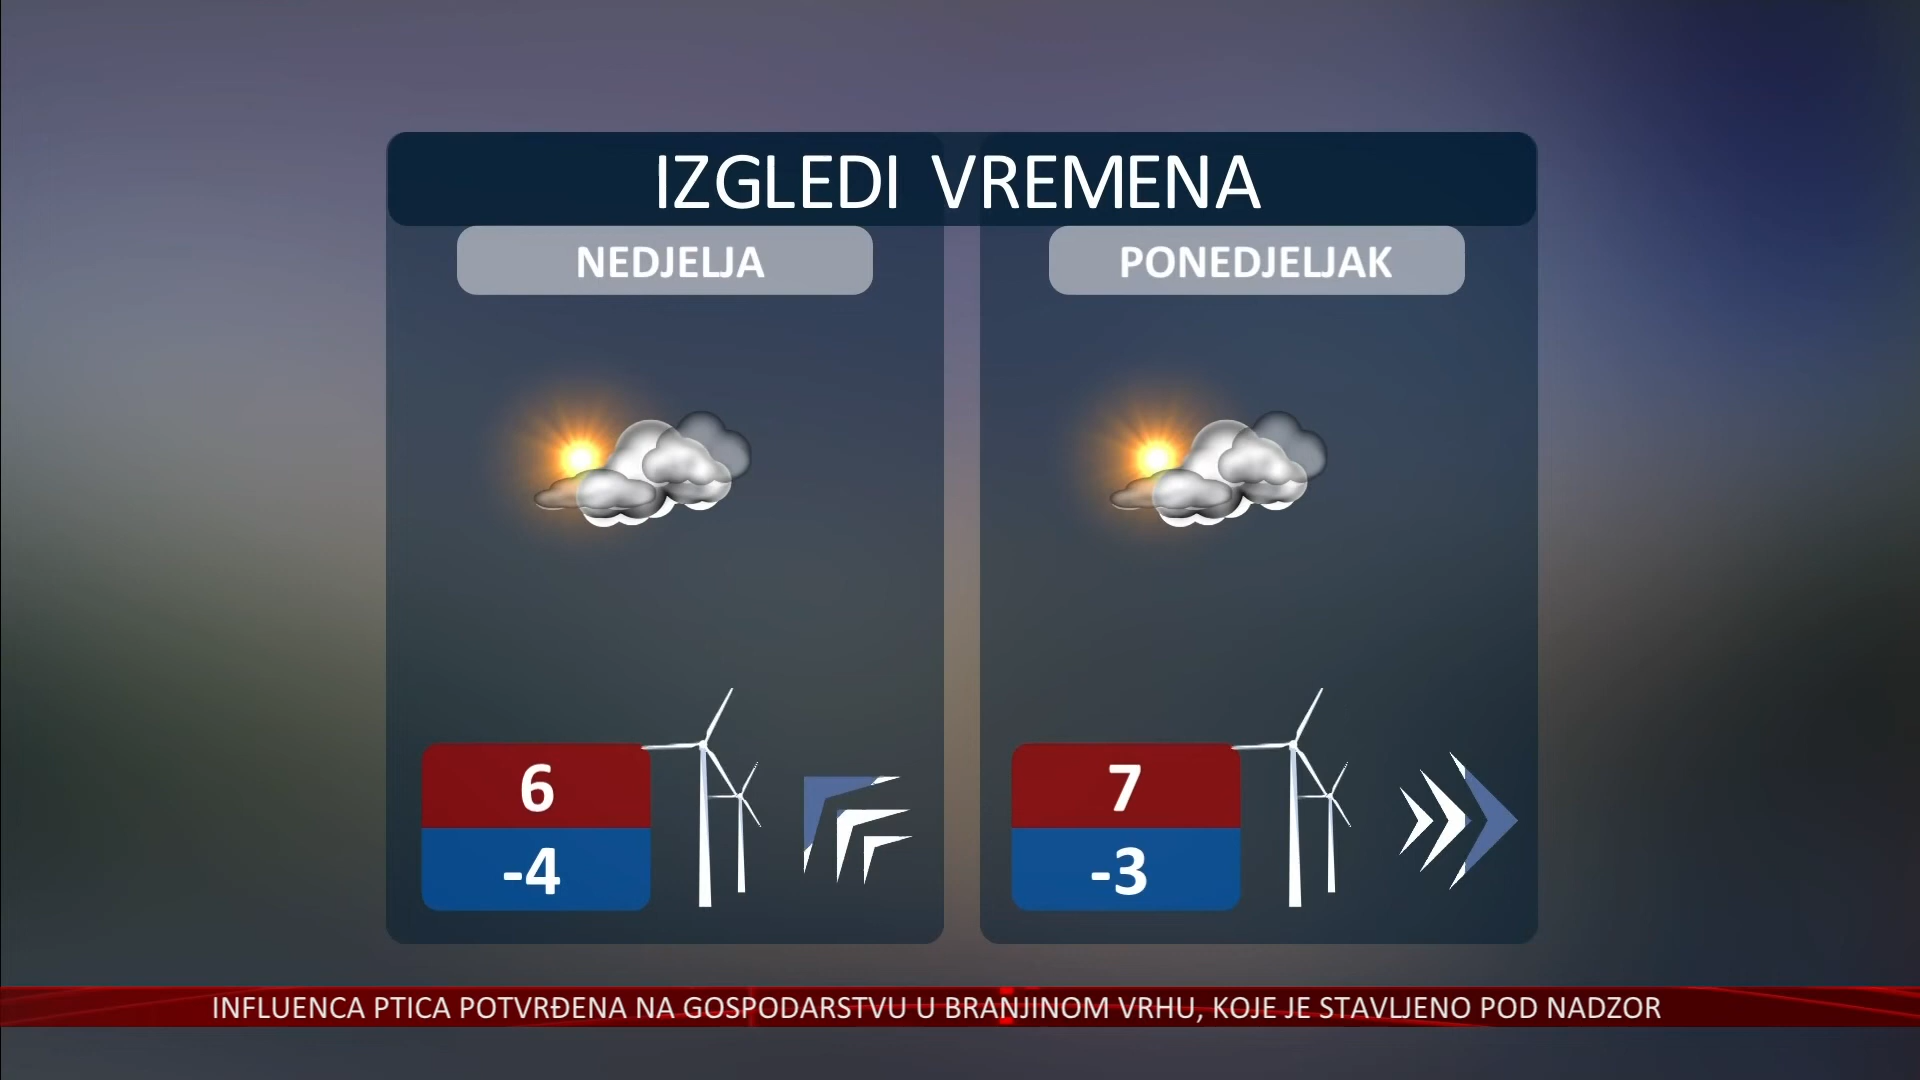 IZGLEDI VREMENA
NEDJELJA
PONEDJELJAK
6
-4
7
-3
INFLUENCA PTICA POTVRĐENA NA GOSPODARSTVU U BRANJINOM VRHU, KOJE JE STAVLJENO POD NADZOR